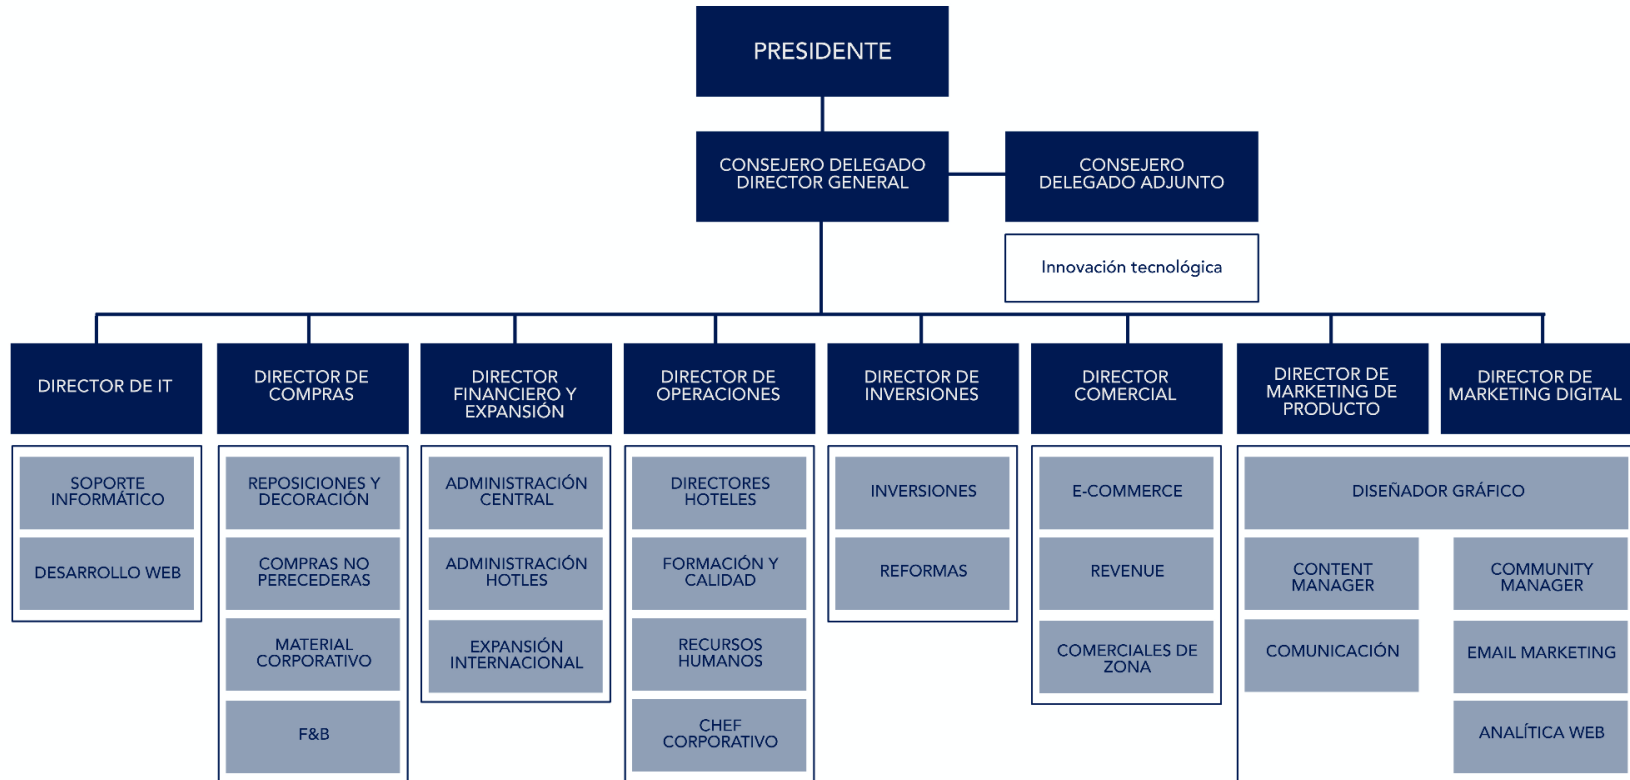 PRESIDENTE
CONSEJERO DELEGADO
DIRECTOR GENERAL
CONSEJERO
DELEGADO ADJUNTO
Innovación tecnológica
DIRECTOR DE IT
DIRECTOR DE
COMPRAS
DIRECTOR
FINANCIERO Y
EXPANSIÓN
DIRECTOR DE
OPERACIONES
DIRECTOR DE
INVERSIONES
DIRECTOR
COMERCIAL
DIRECTOR DE
MARKETING DE
PRODUCTO
DIRECTOR DE
MARKETING DIGITAL
SOPORTE
INFORMÁTICO
DESARROLLO WEB
REPOSICIONES Y
DECORACIÓN
COMPRAS NO
PERECEDERAS
MATERIAL
CORPORATIVO
F&B
ADMINISTRACIÓN
CENTRAL
ADMINISTRACIÓN
HOTLES
EXPANSIÓN
INTERNACIONAL
DIRECTORES
HOTELES
FORMACIÓN Y
CALIDAD
RECURSOS
HUMANOS
CHEF
CORPORATIVO
INVERSIONES
REFORMAS
E-COMMERCE
REVENUE
COMERCIALES DE
ZONA
DISEÑADOR GRÁFICO
CONTENT
MANAGER
COMUNICACIÓN
COMMUNITY
MANAGER
EMAIL MARKETING
ANALÍTICA WEB